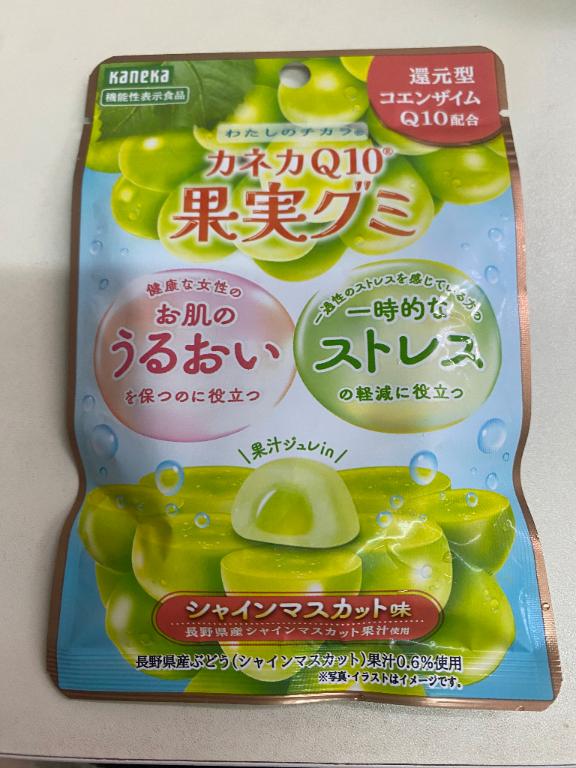 Kaneka
機能性表示食品
還元型
コエンザイム
Q10配合
わたしのチカラ®
カネカQ10®
果実グミ
健康な女性の
お肌の
うるおい
を保つのに役立つ
一過性のストレスを感じている方の
一時的な
ストレス
の軽減に役立つ
果汁ジュレin
シャインマスカット味
長野県産シャインマスカット果汁使用
長野県産ぶどう(シャインマスカット)果汁0.6%使用
※写真・イラストはイメージです。